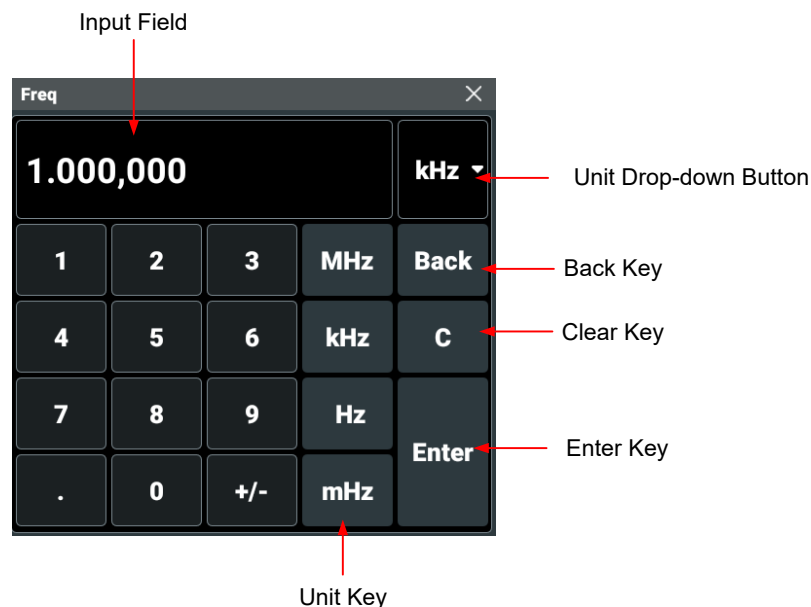 Input Field
Freq
1.000,000 kHz
Unit Drop-down Button
1 2 3 MHz Back
Back Key
4 5 6 kHz C
Clear Key
7 8 9 Hz
Enter
Enter Key
. 0 +/- mHz
Unit Key